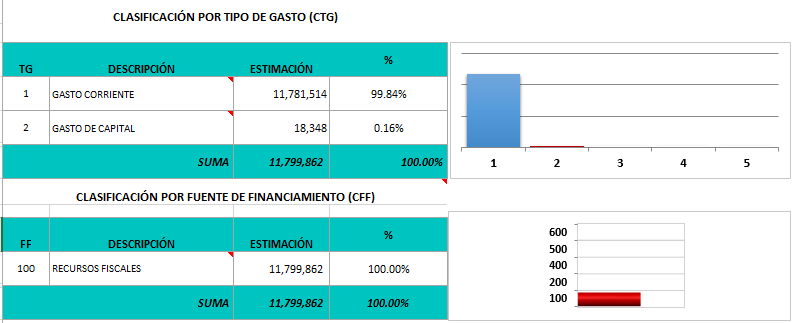 CLASIFICACIÓN POR TIPO DE GASTO (CTG)
TG DESCRIPCIÓN ESTIMACIÓN %
1 GASTO CORRIENTE 11,781,514 99.84%
2 GASTO DE CAPITAL 18,348 0.16%
SUMA 11,799,862 100.00%
1 2 3 4 5
CLASIFICACIÓN POR FUENTE DE FINANCIAMIENTO (CFF)
FF DESCRIPCIÓN ESTIMACIÓN %
100 RECURSOS FISCALES 11,799,862 100.00%
SUMA 11,799,862 100.00%
600
500
400
200
100